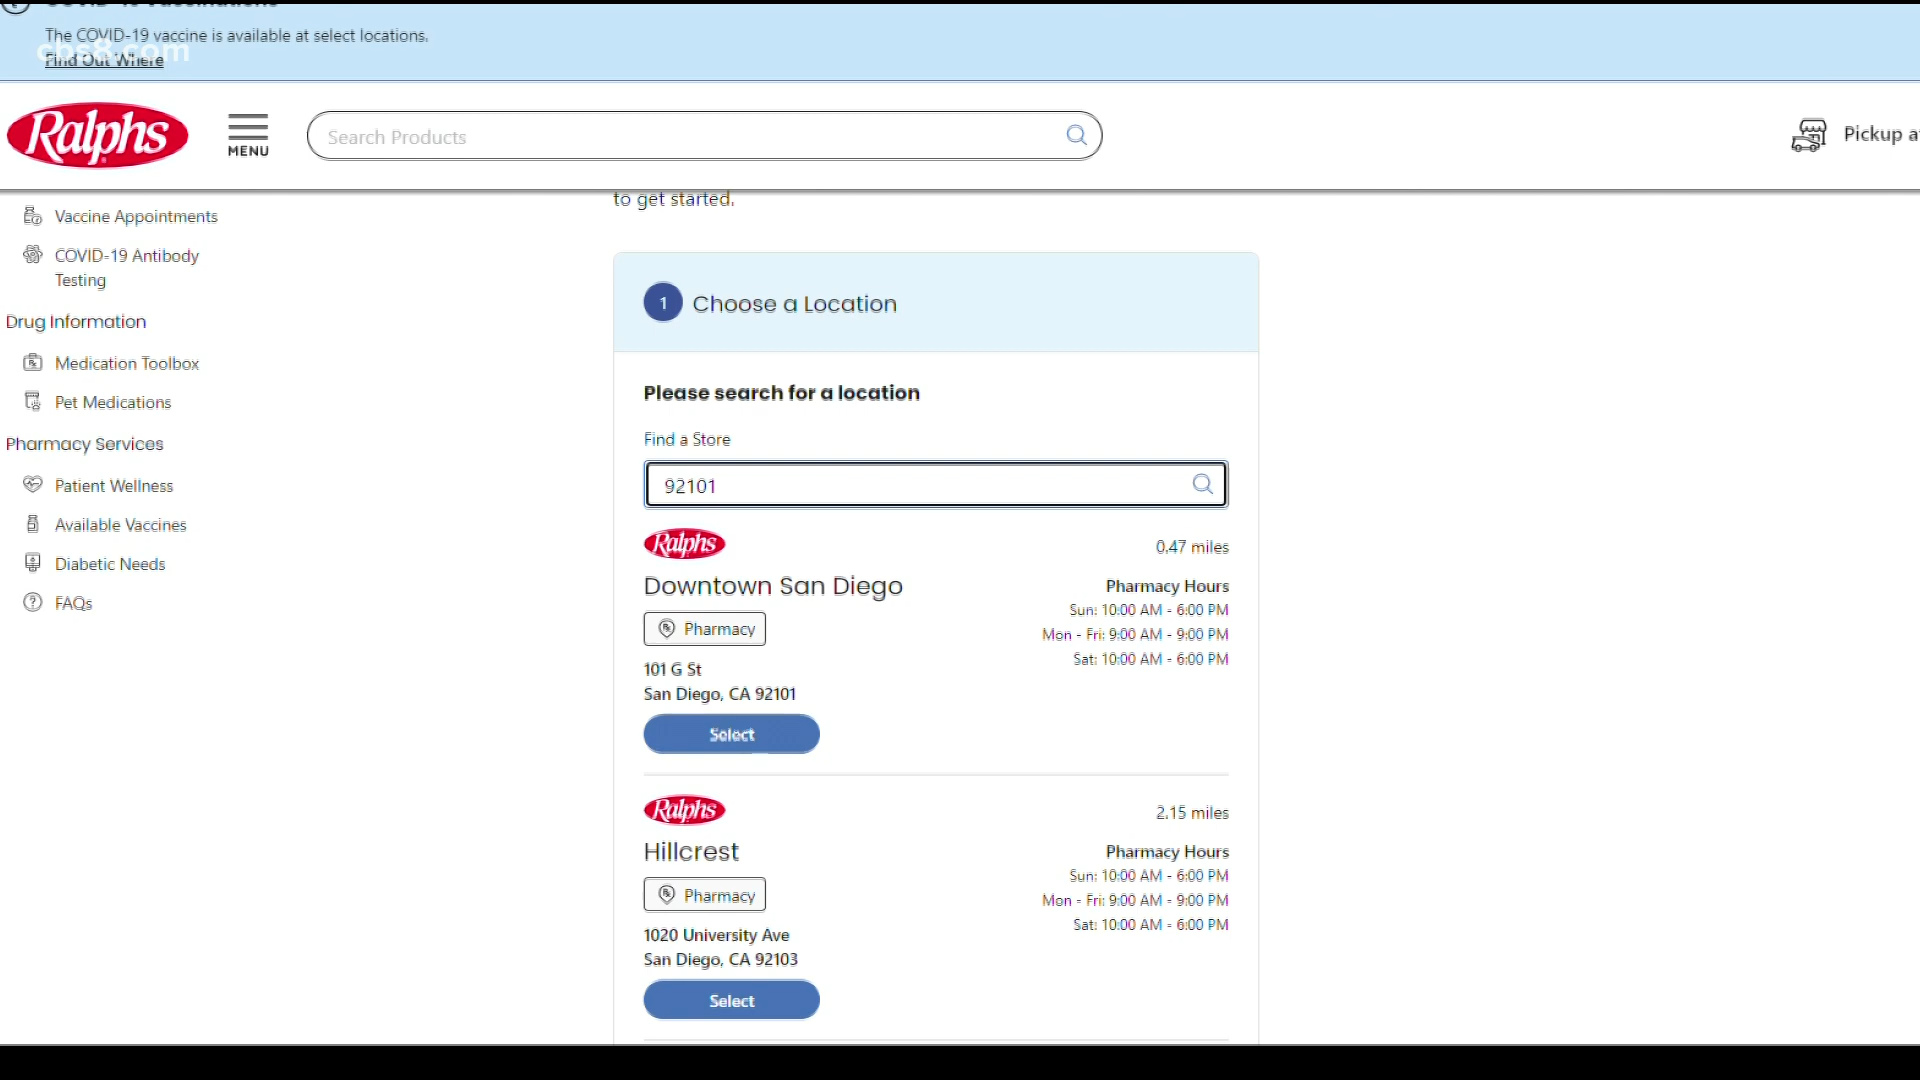 COVID-19 Vaccinations
The COVID-19 vaccine is available at select locations.
cbs8.com
Find Out Where
Ralphs
MENU
Search Products
Pickup at
to get started.
Vaccine Appointments
COVID-19 Antibody
Testing
Drug Information
Medication Toolbox
Pet Medications
Pharmacy Services
Patient Wellness
Available Vaccines
Diabetic Needs
FAQs
1 Choose a Location
Please search for a location
Find a Store
92101
Ralphs
0.47 miles
Downtown San Diego
Pharmacy
101 G St
San Diego, CA 92101
Select
Pharmacy Hours
Sun: 10:00 AM - 6:00 PM
Mon - Fri: 9:00 AM - 9:00 PM
Sat: 10:00 AM - 6:00 PM
Ralphs
2.15 miles
Hillcrest
Pharmacy
1020 University Ave
San Diego, CA 92103
Select
Pharmacy Hours
Sun: 10:00 AM - 6:00 PM
Mon - Fri: 9:00 AM - 9:00 PM
Sat: 10:00 AM - 6:00 PM